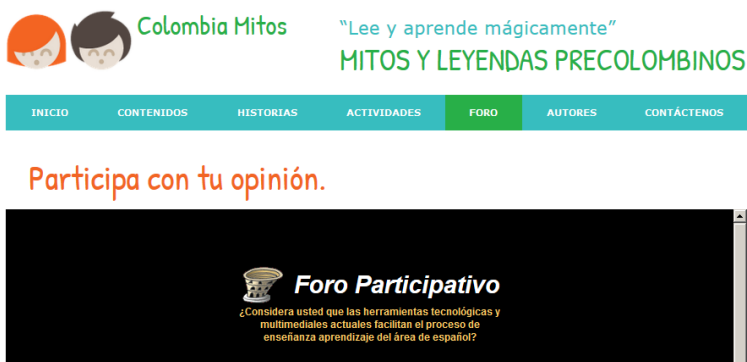 Colombia Mitos
“Lee y aprende mágicamente”
MITOS Y LEYENDAS PRECOLOMBINOS
INICIO CONTENIDOS HISTORIAS ACTIVIDADES FORO AUTORES CONTÁCTENOS
Participa con tu opinión.
Foro Participativo
¿Considera usted que las herramientas tecnológicas y
multimediales actuales facilitan el proceso de
enseñanza aprendizaje del área de español?